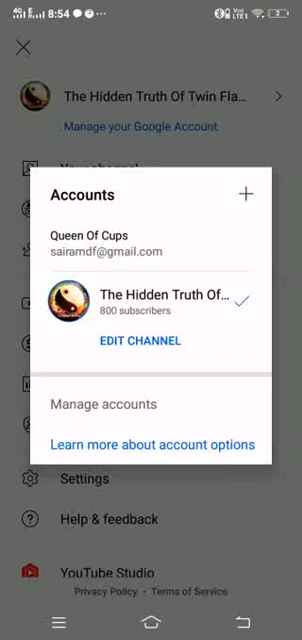 8:54
The Hidden Truth Of Twin Fla...
Manage your Google Account
Accounts
Queen Of Cups
sairamdf@gmail.com
The Hidden Truth Of...
800 subscribers
EDIT CHANNEL
Manage accounts
Learn more about account options
Settings
Help & feedback
YouTube Studio
Privacy Policy • Terms of Service